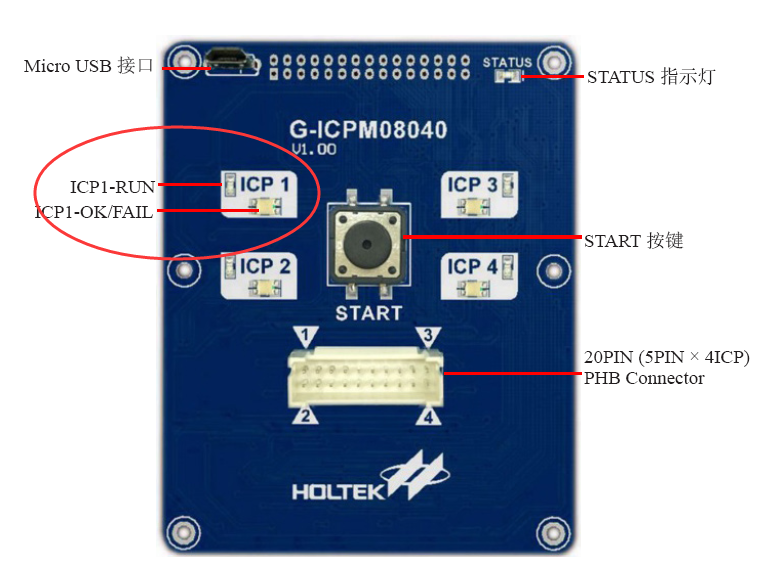 Micro USB 接口
STATUS
STATUS 指示灯
G-ICPM08040
V1.00
ICP1-RUN
ICP 1
ICP 3
ICP1-OK/FAIL
START 按键
ICP 2
ICP 4
START
1
3
20PIN (5PIN × 4ICP)
PHB Connector
2
4
HOLTEK